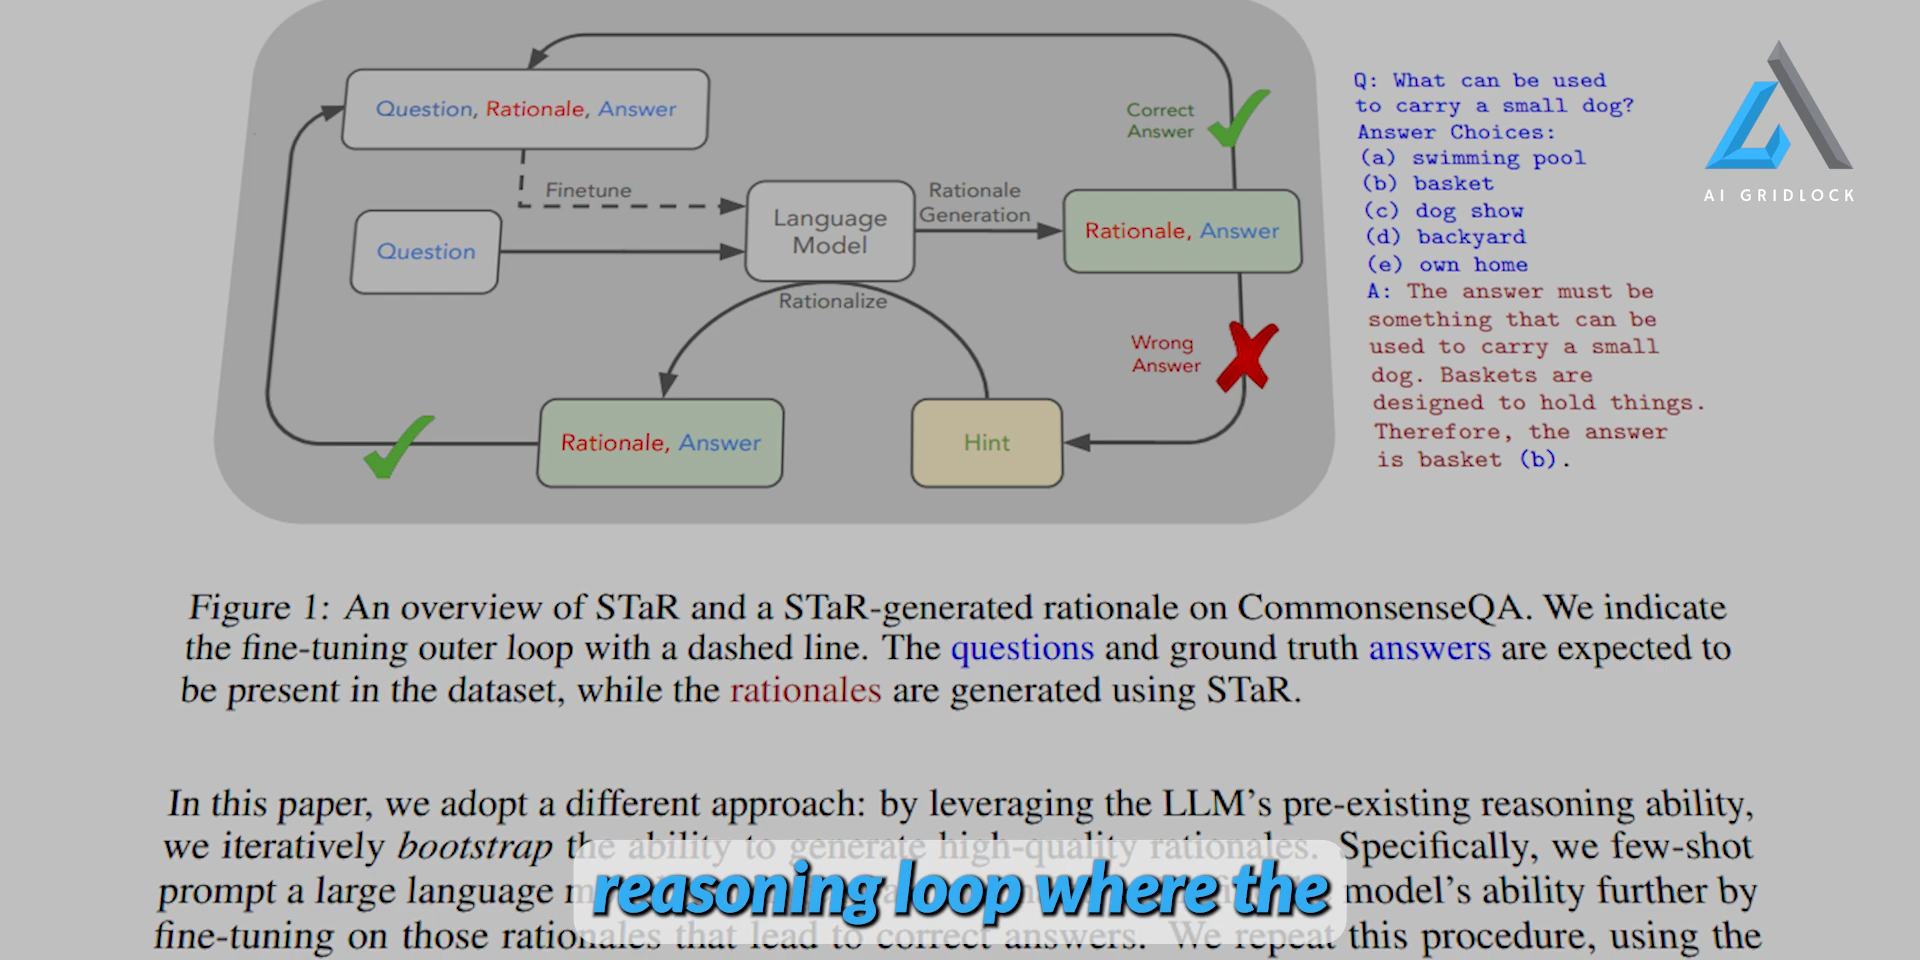 Question, Rationale, Answer
Finetune
Question
Language
Model
Rationale
Generation
Correct
Answer
Rationale, Answer
Rationalize
Wrong
Answer
Rationale, Answer
Hint
Q: What can be used
to carry a small dog?
Answer Choices:
(a) swimming pool
(b) basket
(c) dog show
(d) backyard
(e) own home
A: The answer must be
something that can be
used to carry a small
dog. Baskets are
designed to hold things.
Therefore, the answer
is basket (b).
AI GRIDLOCK
Figure 1: An overview of STaR and a STaR-generated rationale on CommonsenseQA. We indicate
the fine-tuning outer loop with a dashed line. The questions and ground truth answers are expected to
be present in the dataset, while the rationales are generated using STaR.
In this paper, we adopt a different approach: by leveraging the LLM's pre-existing reasoning ability,
we iteratively bootstrap the ability to generate high-quality rationales. Specifically, we few-shot
prompt a large language model's ability further by
fine-tuning on those rationales that lead to correct answers. We repeat this procedure, using the
reasoning loop where the